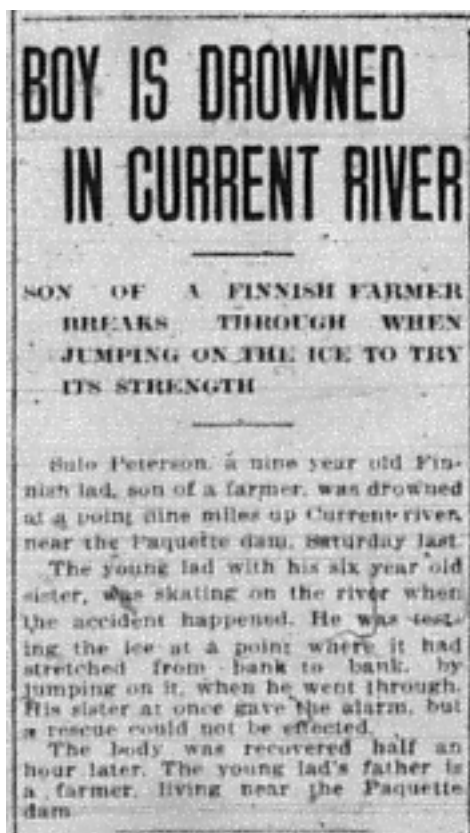 BOY IS DROWNED
IN CURRENT RIVER
SON OF A FINNISH FARMER
BREAKS THROUGH WHEN
JUMPING ON THE ICE TO TRY
ITS STRENGTH
Sulo Peterson, a nine year old Fin-
nish lad, son of a farmer, was drowned
at a point nine miles up Current river,
near the Paquette dam, Saturday last.
The young lad with his six year old
sister, was skating on the river when
the accident happened. He was test-
ing the ice at a point where it had
stretched from bank to bank, by
jumping on it, when he went through.
His sister at once gave the alarm, but
a rescue could not be effected.
The body was recovered half an
hour later. The young lad's father is
a farmer, living near the Paquette
dam